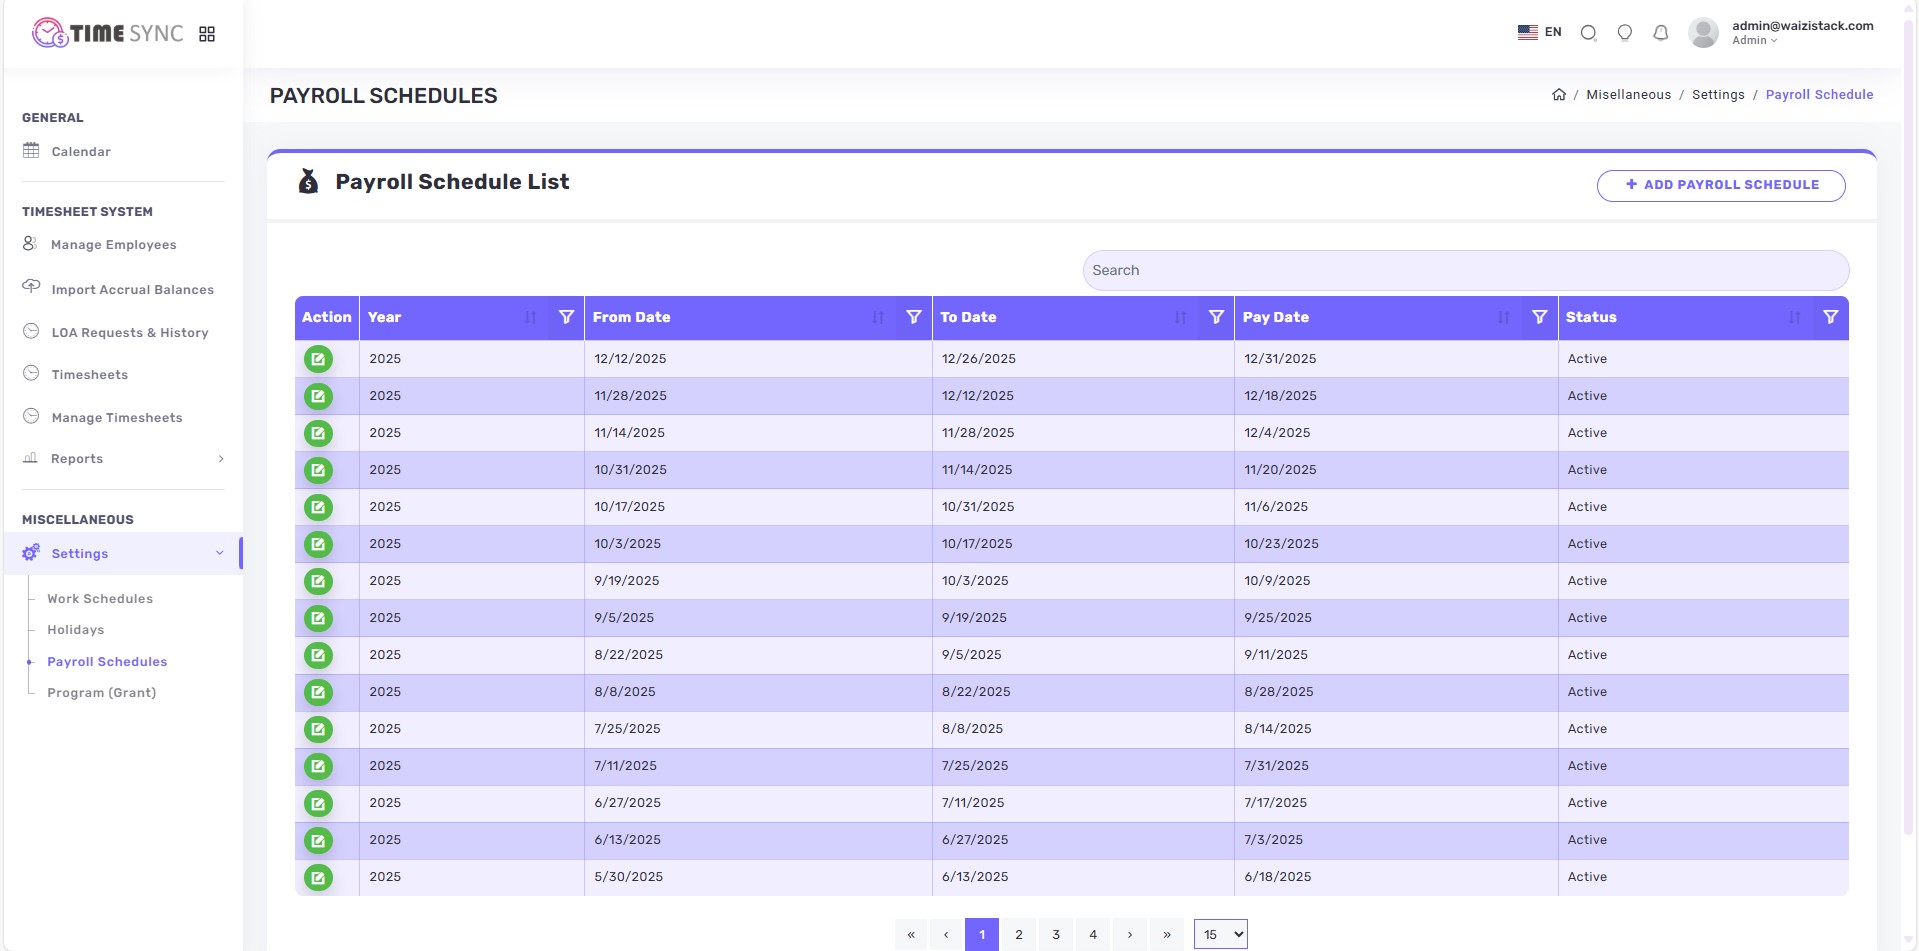 TIME SYNC
EN
admin@waizistack.com
Admin
GENERAL
Calendar
TIMESHEET SYSTEM
Manage Employees
Import Accrual Balances
LOA Requests & History
Timesheets
Manage Timesheets
Reports
MISCELLANEOUS
Settings
Work Schedules
Holidays
Payroll Schedules
Program (Grant)
PAYROLL SCHEDULES
/ Misellaneous / Settings / Payroll Schedule
Payroll Schedule List
+ ADD PAYROLL SCHEDULE
Search
Action Year From Date To Date Pay Date Status
2025 12/12/2025 12/26/2025 12/31/2025 Active
2025 11/28/2025 12/12/2025 12/18/2025 Active
2025 11/14/2025 11/28/2025 12/4/2025 Active
2025 10/31/2025 11/14/2025 11/20/2025 Active
2025 10/17/2025 10/31/2025 11/6/2025 Active
2025 10/3/2025 10/17/2025 10/23/2025 Active
2025 9/19/2025 10/3/2025 10/9/2025 Active
2025 9/5/2025 9/19/2025 9/25/2025 Active
2025 8/22/2025 9/5/2025 9/11/2025 Active
2025 8/8/2025 8/22/2025 8/28/2025 Active
2025 7/25/2025 8/8/2025 8/14/2025 Active
2025 7/11/2025 7/25/2025 7/31/2025 Active
2025 6/27/2025 7/11/2025 7/17/2025 Active
2025 6/13/2025 6/27/2025 7/3/2025 Active
2025 5/30/2025 6/13/2025 6/18/2025 Active
« ‹ 1 2 3 4 › » 15